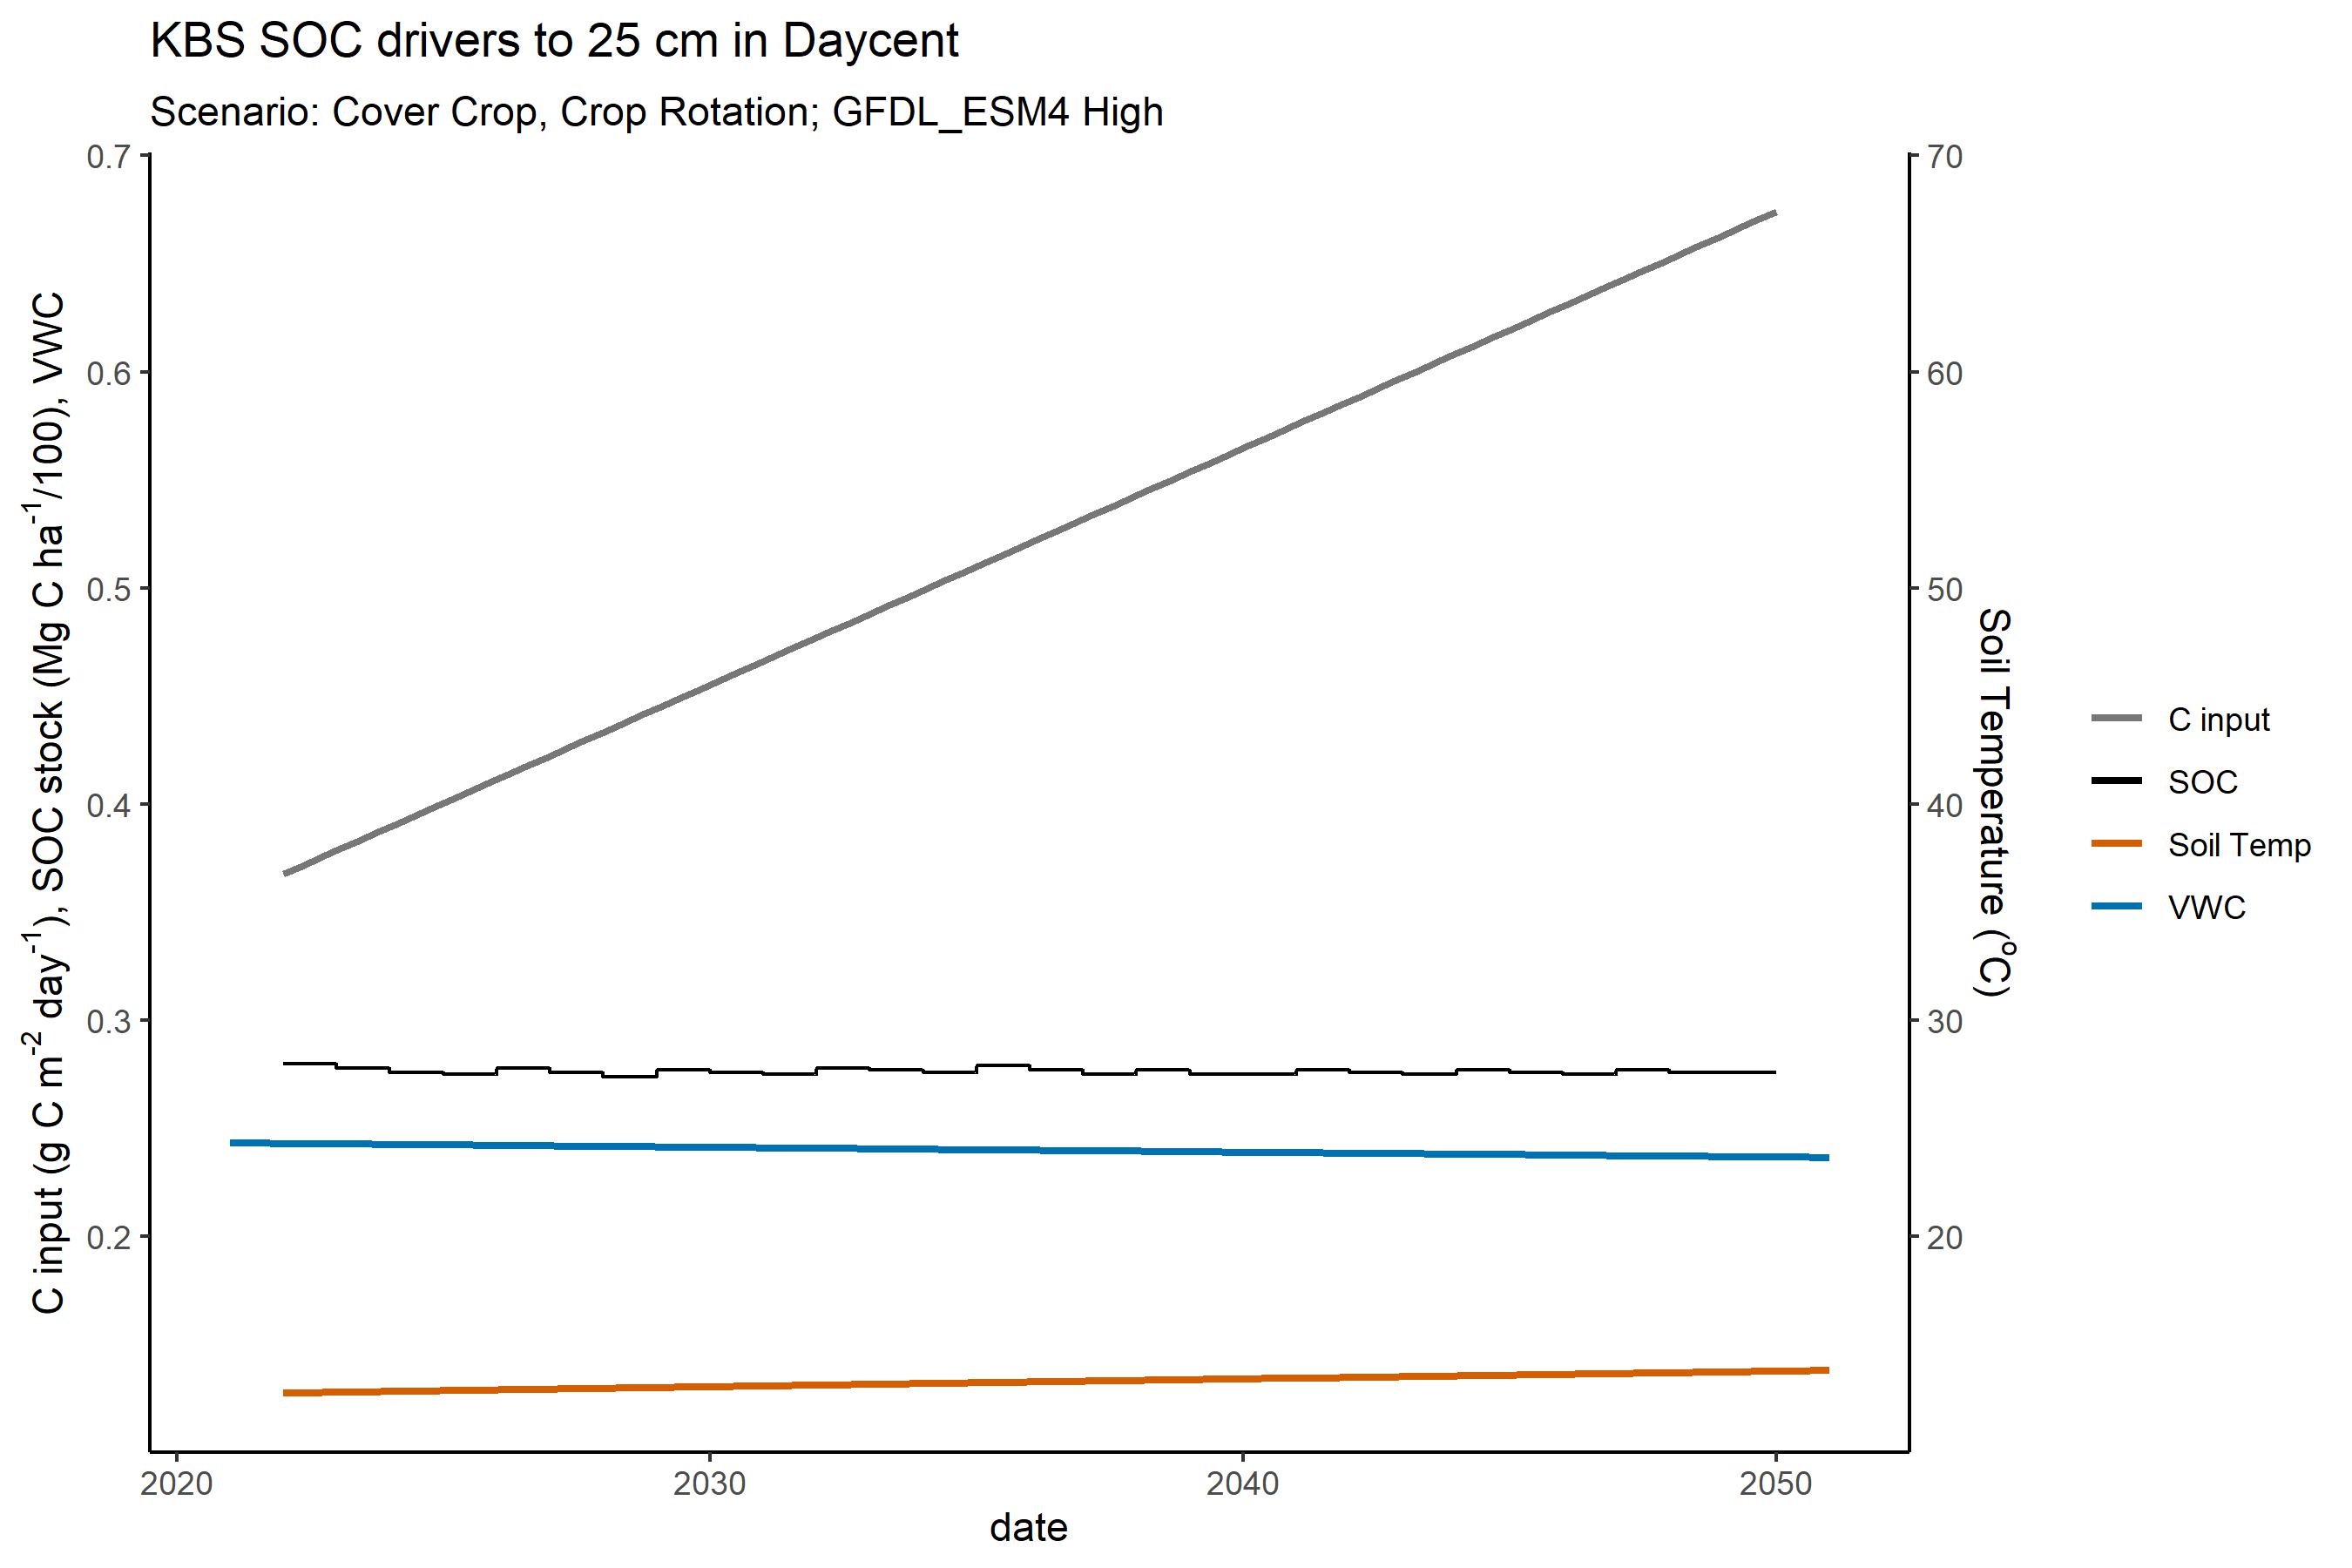 KBS SOC drivers to 25 cm in Daycent
Scenario: Cover Crop, Crop Rotation; GFDL_ESM4 High
C input (g C m⁻² day⁻¹), SOC stock (Mg C ha⁻¹/100), VWC
0.7
0.6
0.5
0.4
0.3
0.2
70
60
50
40
30
20
Soil Temperature (ºC)
C input
SOC
Soil Temp
VWC
2020
2030
2040
2050
date